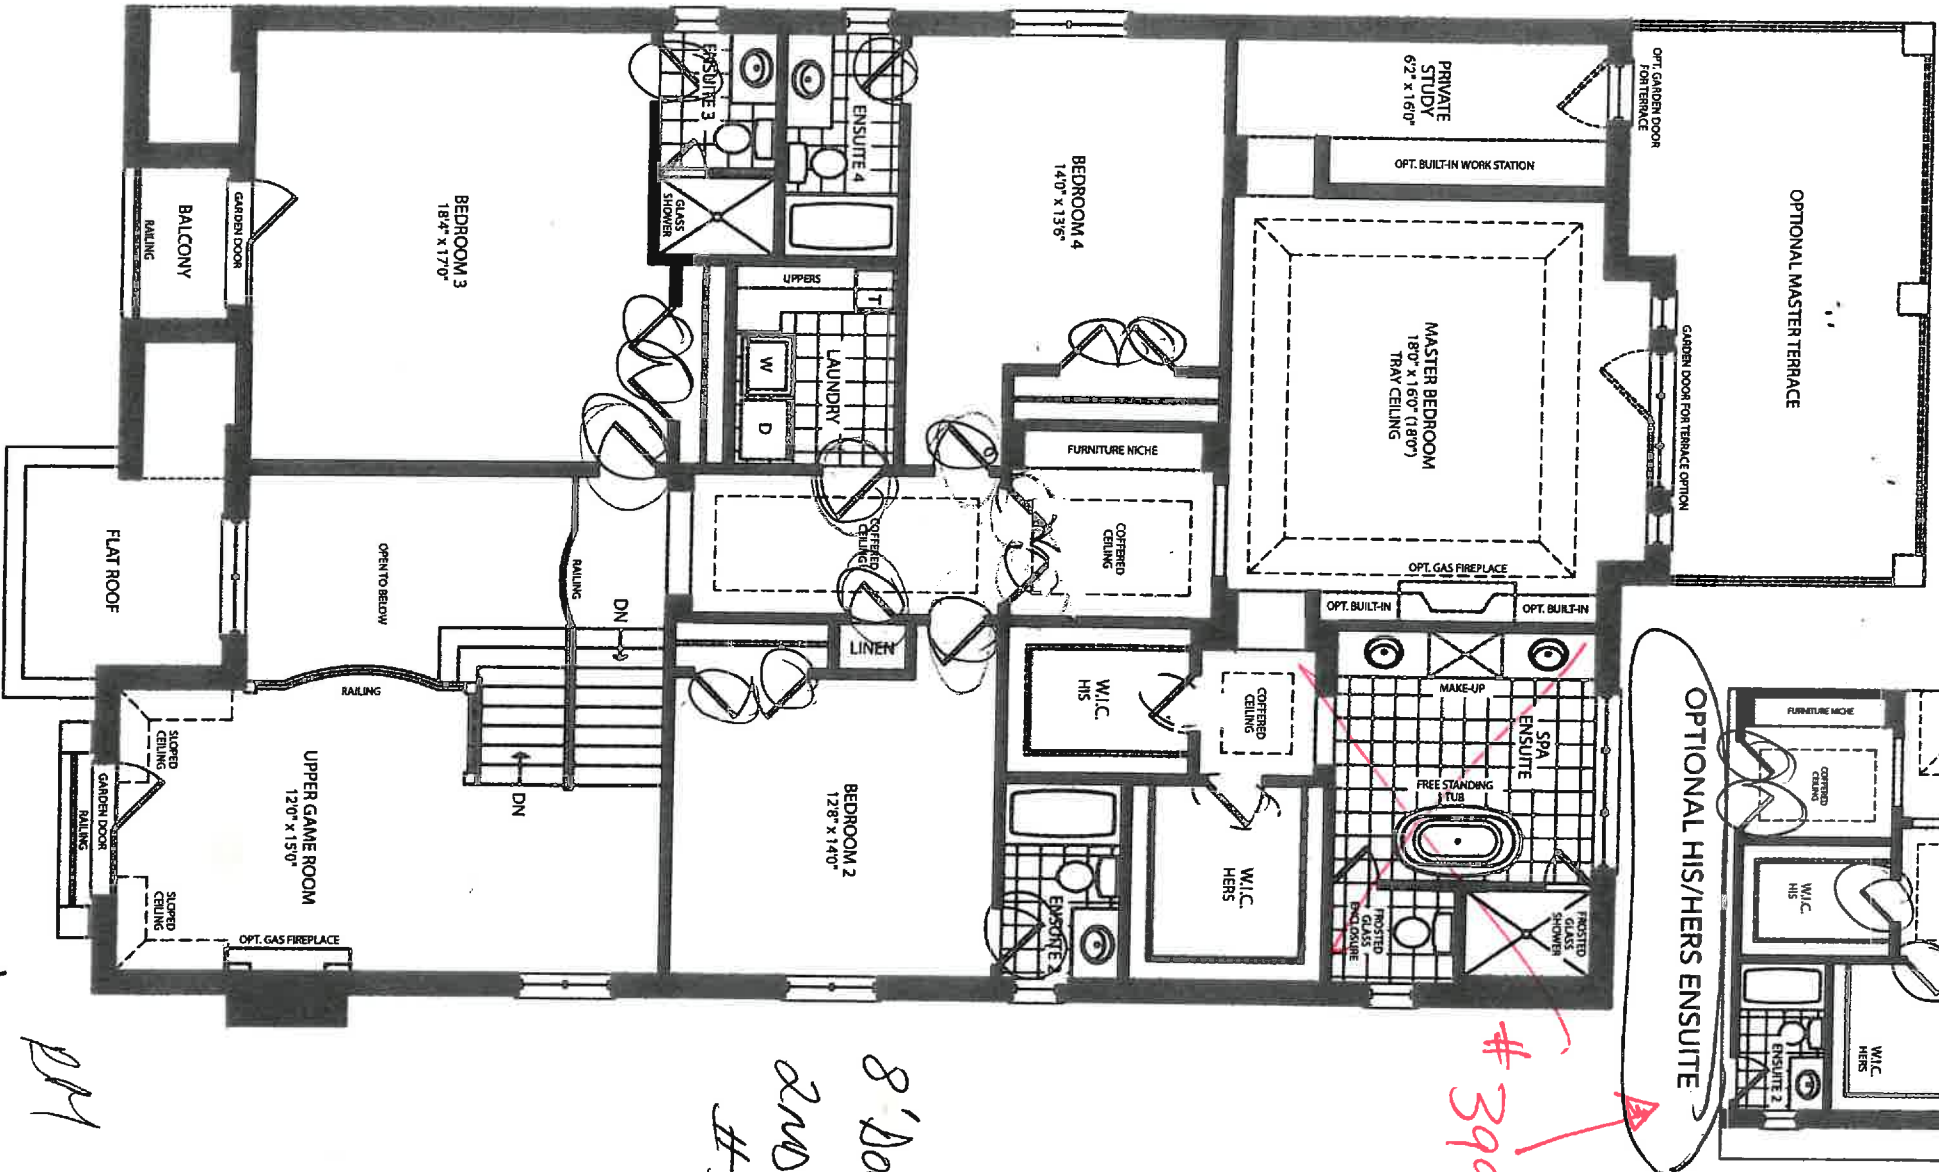 OPT. GARDEN DOOR
FOR TERRACE
PRIVATE
STUDY
6'2" x 16'0"
OPT. BUILT-IN WORK STATION
OPTIONAL MASTER TERRACE
GARDEN DOOR FOR TERRACE OPTION
MASTER BEDROOM
18'0" x 16'0" (18'0")
TRAY CEILING
OPT. GAS FIREPLACE
OPT. BUILT-IN
OPT. BUILT-IN
ENSUITE 3
ENSUITE 4
GLASS
SHOWER
BEDROOM 4
14'0" x 13'6"
BEDROOM 3
18'4" x 17'0"
GARDEN DOOR
BALCONY
RAILING
UPPERS
T
LAUNDRY
W
D
FURNITURE NICHE
COFFERED
CEILING
COFFERED
CEILING
FLAT ROOF
OPEN TO BELOW
RAILING
DN
RAILING
DN
LINEN
W.I.C.
HIS
COFFERED
CEILING
MAKE-UP
SPA
ENSUITE
FREE STANDING
TUB
W.I.C.
HERS
FROSTED
GLASS
ENCLOSURE
FROSTED
GLASS
SHOWER
BEDROOM 2
12'8" x 14'0"
ENSUITE 2
SLOPED
CEILING
UPPER GAME ROOM
12'0" x 15'0"
SLOPED
CEILING
GARDEN DOOR
RAILING
OPT. GAS FIREPLACE
OPTIONAL HIS/HERS ENSUITE
FURNITURE NICHE
COFFERED
CEILING
W.I.C.
HIS
W.I.C.
HERS
ENSUITE 2
8' Do
2ND
#